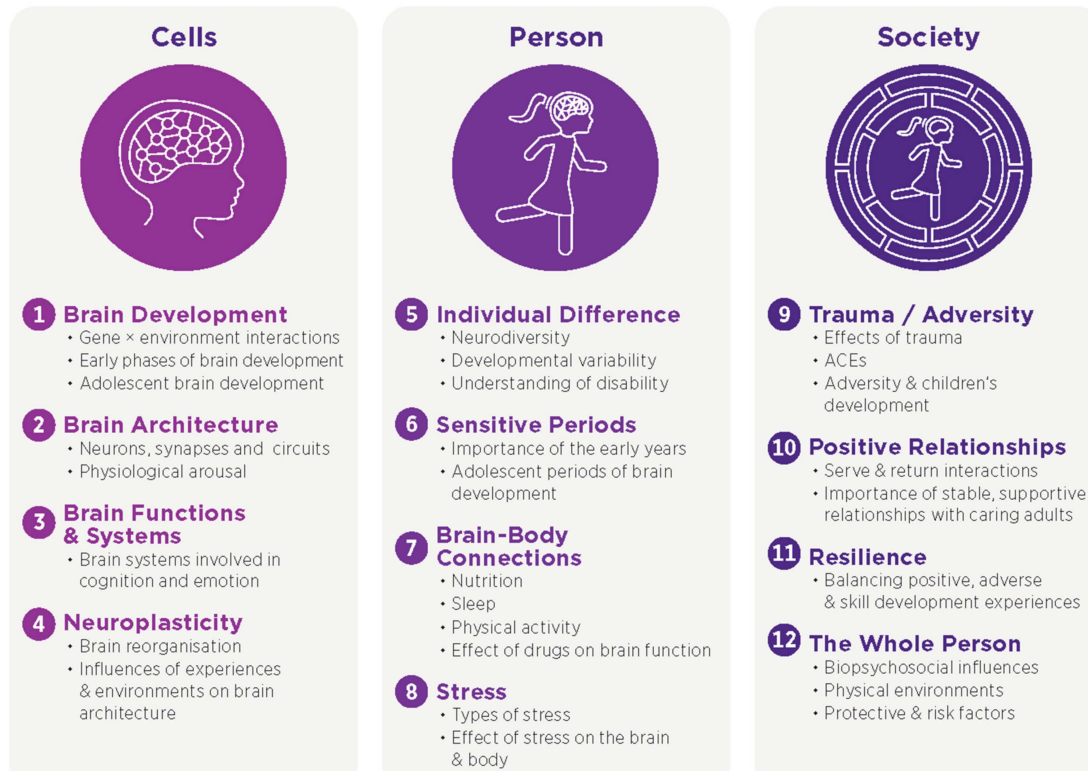 Cells
1 Brain Development
• Gene × environment interactions
• Early phases of brain development
• Adolescent brain development
2 Brain Architecture
• Neurons, synapses and circuits
• Physiological arousal
3 Brain Functions
& Systems
• Brain systems involved in
cognition and emotion
4 Neuroplasticity
• Brain reorganisation
• Influences of experiences
& environments on brain
architecture
Person
5 Individual Difference
• Neurodiversity
• Developmental variability
• Understanding of disability
6 Sensitive Periods
• Importance of the early years
• Adolescent periods of brain
development
7 Brain-Body
Connections
• Nutrition
• Sleep
• Physical activity
• Effect of drugs on brain function
8 Stress
• Types of stress
• Effect of stress on the brain
& body
Society
9 Trauma / Adversity
• Effects of trauma
• ACEs
• Adversity & children's
development
10 Positive Relationships
• Serve & return interactions
• Importance of stable, supportive
relationships with caring adults
11 Resilience
• Balancing positive, adverse
& skill development experiences
12 The Whole Person
• Biopsychosocial influences
• Physical environments
• Protective & risk factors